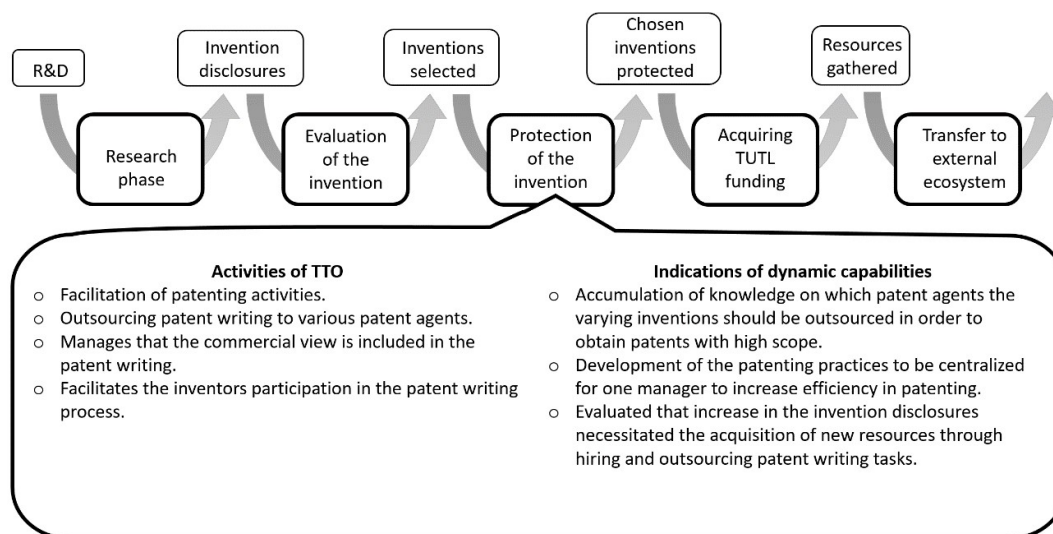 R&D
Invention
disclosures
Inventions
selected
Chosen
inventions
protected
Resources
gathered
Research
phase
Evaluation
of the
invention
Protection
of the
invention
Acquiring
TUTL
funding
Transfer to
external
ecosystem
Activities of TTO
o Facilitation of patenting activities.
o Outsourcing patent writing to various patent agents.
o Manages that the commercial view is included in the
patent writing.
o Facilitates the inventors participation in the patent writing
process.
Indications of dynamic capabilities
o Accumulation of knowledge on which patent agents the
varying inventions should be outsourced in order to
obtain patents with high scope.
o Development of the patenting practices to be centralized
for one manager to increase efficiency in patenting.
o Evaluated that increase in the invention disclosures
necessitated the acquisition of new resources through
hiring and outsourcing patent writing tasks.